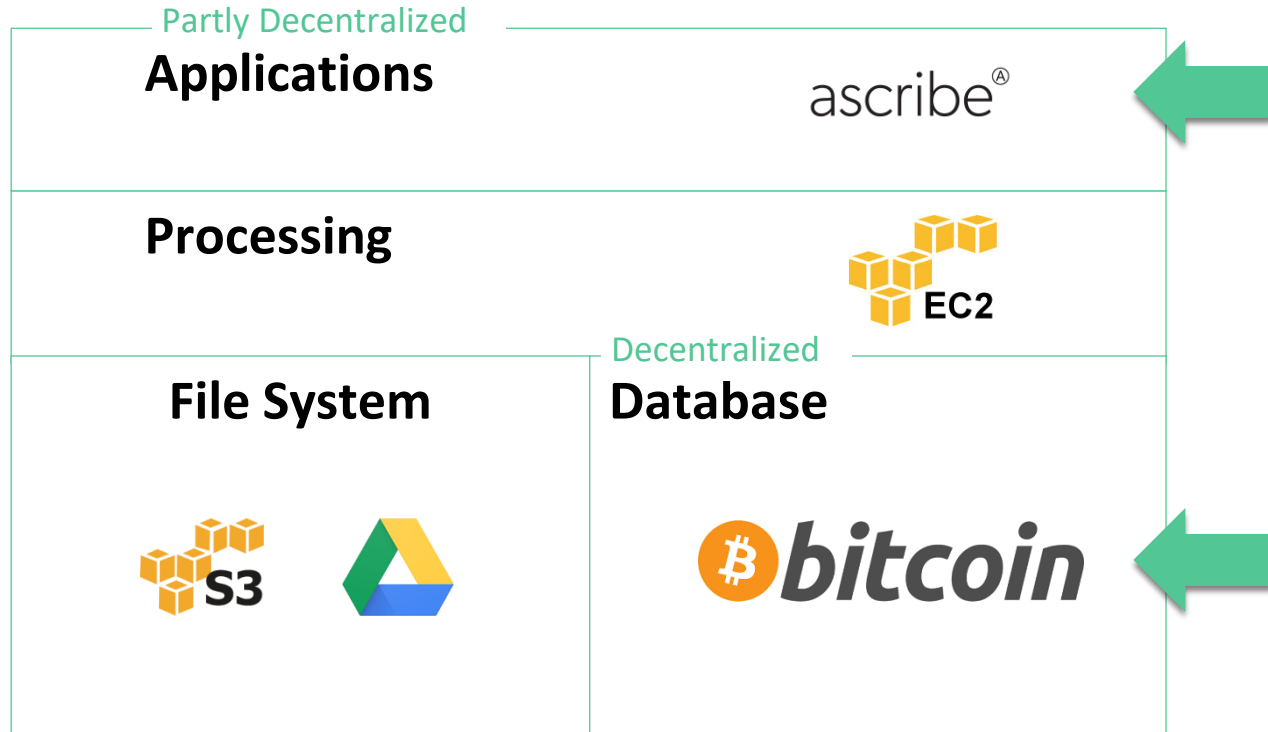 Partly Decentralized
Applications
ascribe
A
Processing
EC2
Decentralized
File System
Database
S3
bitcoin